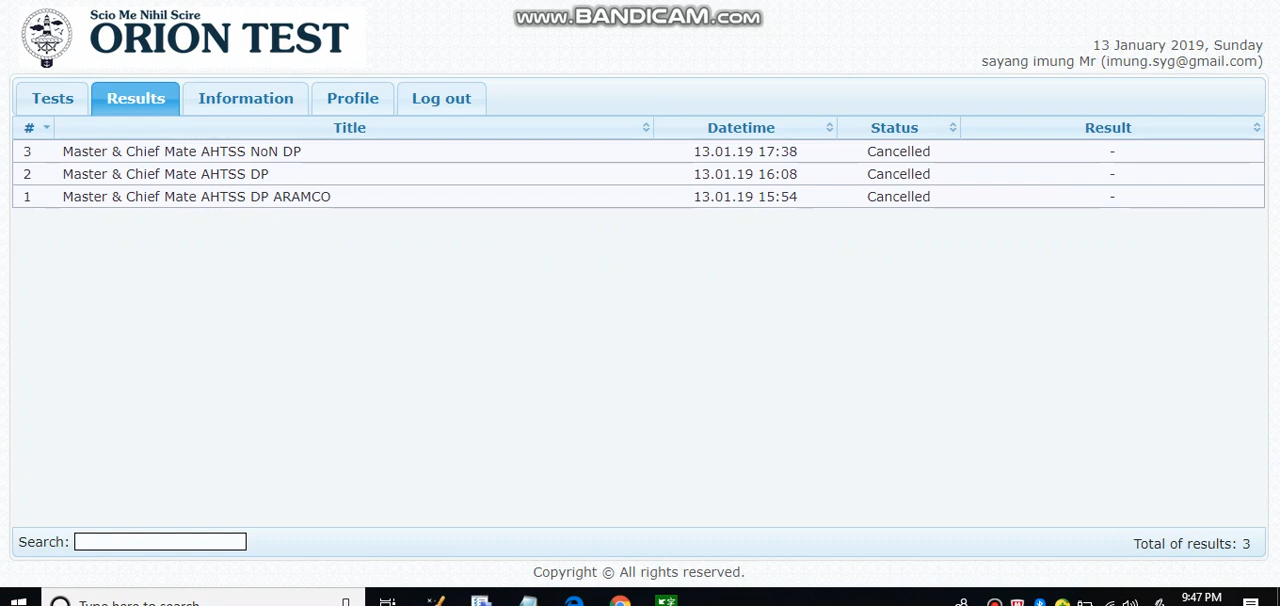 www.BANDICAM.com
Scio Me Nihil Scire
ORION TEST
13 January 2019, Sunday
sayang imung Mr (imung.syg@gmail.com)
Tests Results Information Profile Log out
# Title Datetime Status Result
3 Master & Chief Mate AHTSS NoN DP 13.01.19 17:38 Cancelled -
2 Master & Chief Mate AHTSS DP 13.01.19 16:08 Cancelled -
1 Master & Chief Mate AHTSS DP ARAMCO 13.01.19 15:54 Cancelled -
Search: Total of results: 3
Copyright © All rights reserved.
Type here to search 9:47 PM